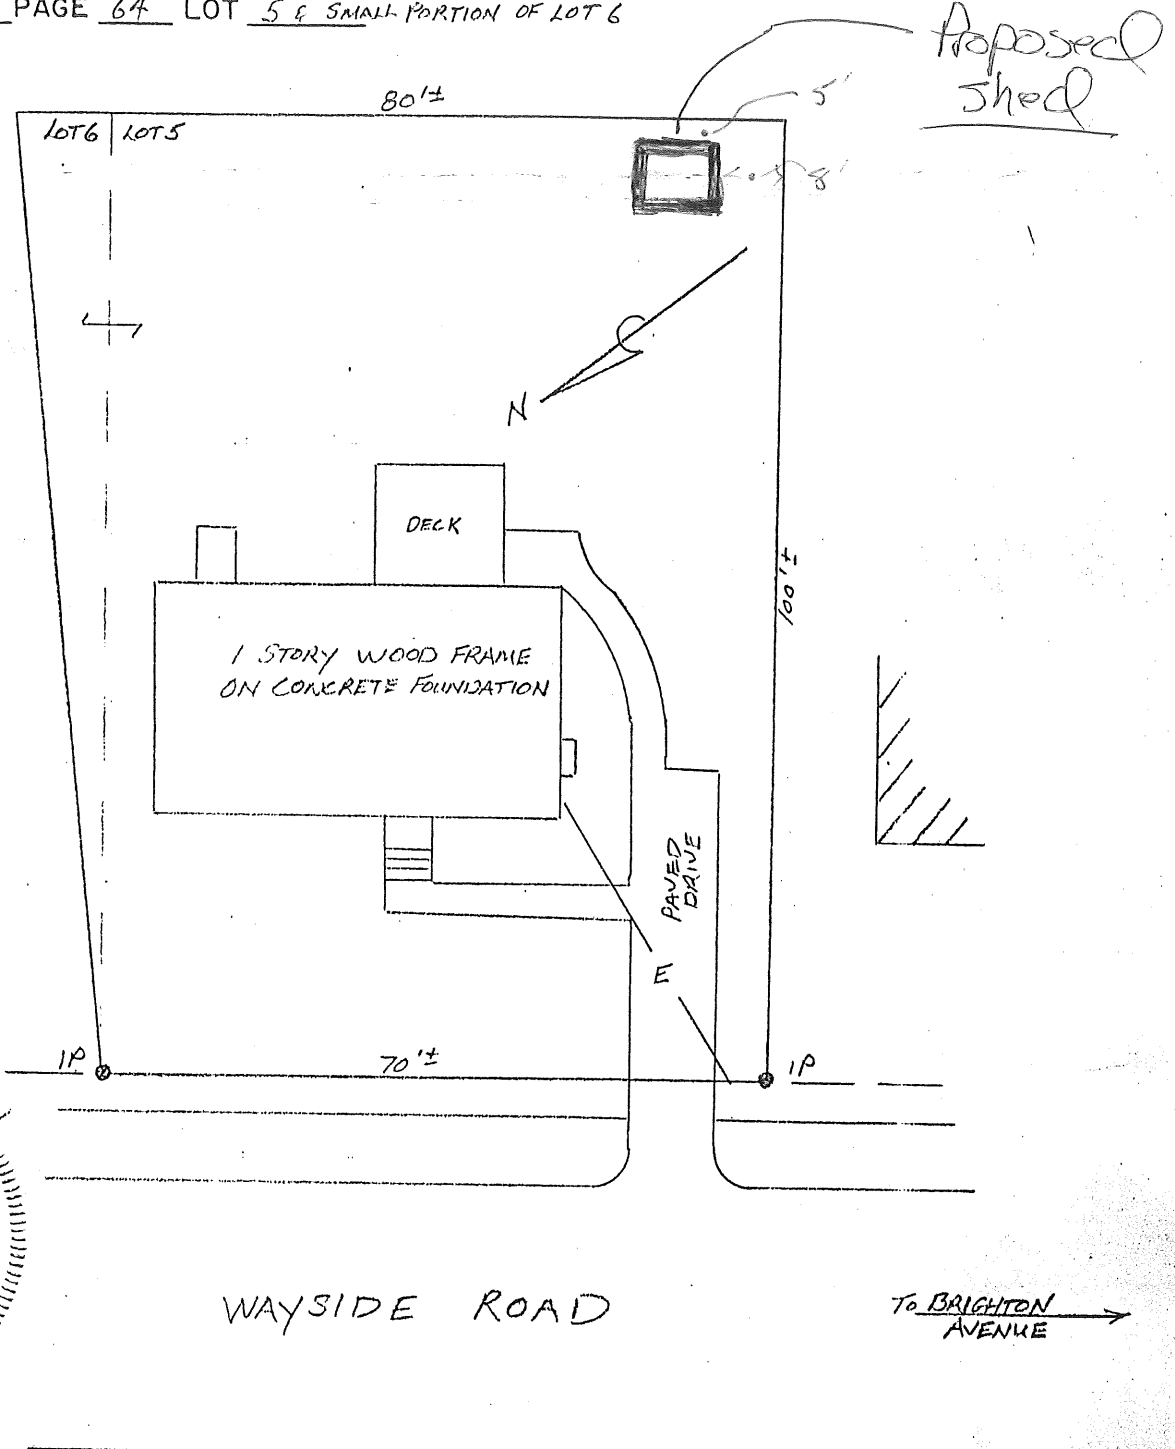 PAGE 64 LOT 5 & SMALL PORTION OF LOT 6
Proposed
shed
80'±
5'
LOT 6 LOT 5
8'
N
DECK
100'±
1 STORY WOOD FRAME
ON CONCRETE FOUNDATION
PAVED
DRIVE
E
IP
70'±
IP
WAYSIDE ROAD
TO BRIGHTON
AVENUE